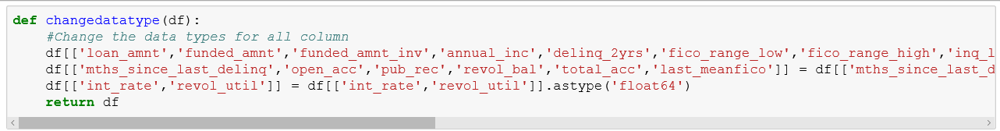 def changedatatype(df):
    #Change the data types for all column
    df[['loan_amnt','funded_amnt','funded_amnt_inv','annual_inc','delinq_2yrs','fico_range_low','fico_range_high','inq_l
    df[['mths_since_last_delinq','open_acc','pub_rec','revol_bal','total_acc','last_meanfico']] = df[['mths_since_last_d
    df[['int_rate','revol_util']] = df[['int_rate','revol_util']].astype('float64')
    return df